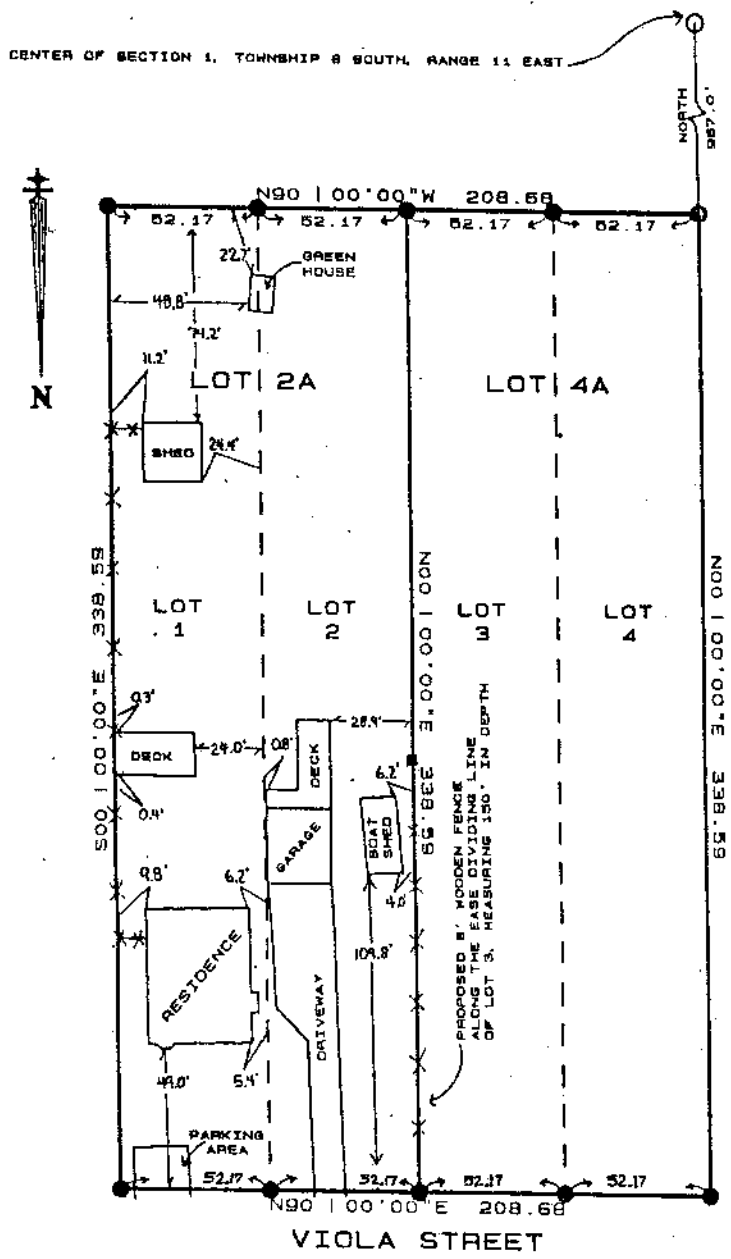 CENTER OF SECTION 1, TOWNSHIP 8 SOUTH, RANGE 11 EAST
NORTH
987.0'
N90|00'00"W 208.68
52.17
52.17
52.17
52.17
22.7'
GREEN
HOUSE
48.8'
74.2'
N
11.2'
LOT 2A
LOT 4A
SHED
24.4'
S00|00'00"E 338.59
LOT
1
LOT
2
N00|00'00"E 338.59
LOT
3
LOT
4
N00|00'00"E 338.59
0.3'
DECK
24.0'
0.8'
DECK
28.9'
0.4'
6.2'
GARAGE
BOAT
SHED
4.0'
9.8'
6.2'
RESIDENCE
109.8'
DRIVEWAY
PROPOSED 8' WOODEN FENCE
ALONG THE EASE DIVIDING LINE
OF LOT 3, MEASURING 150' IN DEPTH
49.0'
5.4'
PARKING
AREA
52.17
52.17
52.17
52.17
N90|00'00"E 208.68
VIOLA STREET